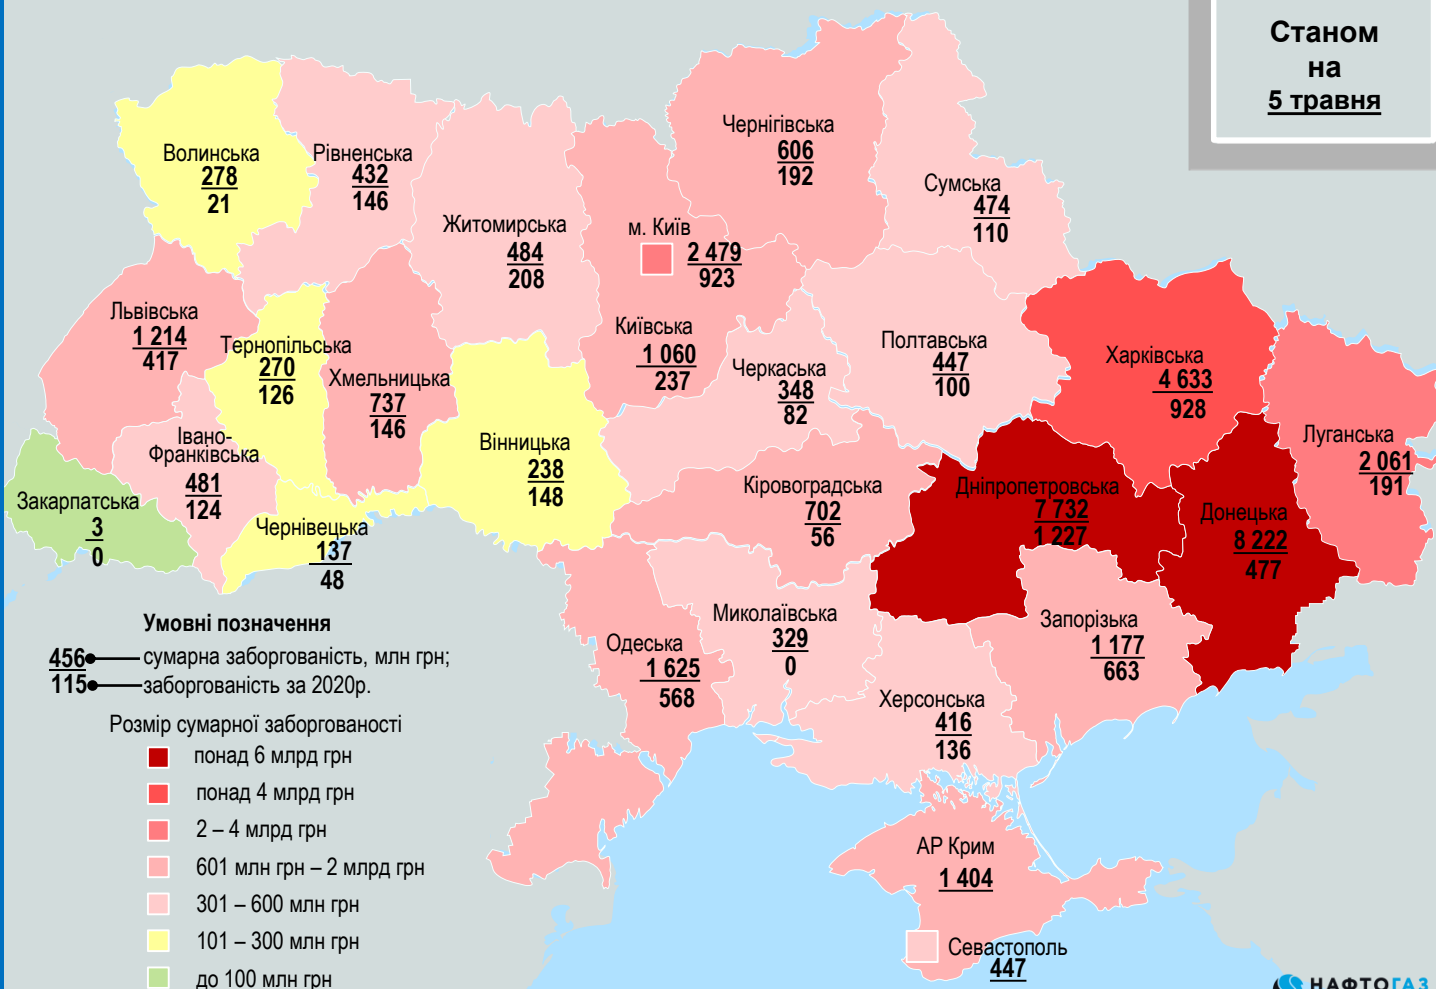 Станом
на
5 травня
Волинська
278
21
Рівненська
432
146
Житомирська
484
208
м. Київ
2 479
923
Чернігівська
606
192
Сумська
474
110
Львівська
1 214
417
Тернопільська
270
126
Хмельницька
737
146
Київська
1 060
237
Черкаська
348
82
Полтавська
447
100
Харківська
4 633
928
Луганська
2 061
191
Івано-
Франківська
481
124
Закарпатська
3
0
Чернівецька
137
48
Вінницька
238
148
Кіровоградська
702
56
Дніпропетровська
7 732
1 227
Донецька
8 222
477
Одеська
1 625
568
Миколаївська
329
0
Запорізька
1 177
663
Херсонська
416
136
АР Крим
1 404
Севастополь
447
Умовні позначення
456 сумарна заборгованість, млн грн;
115 заборгованість за 2020р.
Розмір сумарної заборгованості
понад 6 млрд грн
понад 4 млрд грн
2 – 4 млрд грн
601 млн грн – 2 млрд грн
301 – 600 млн грн
101 – 300 млн грн
до 100 млн грн
НАФТОГАЗ